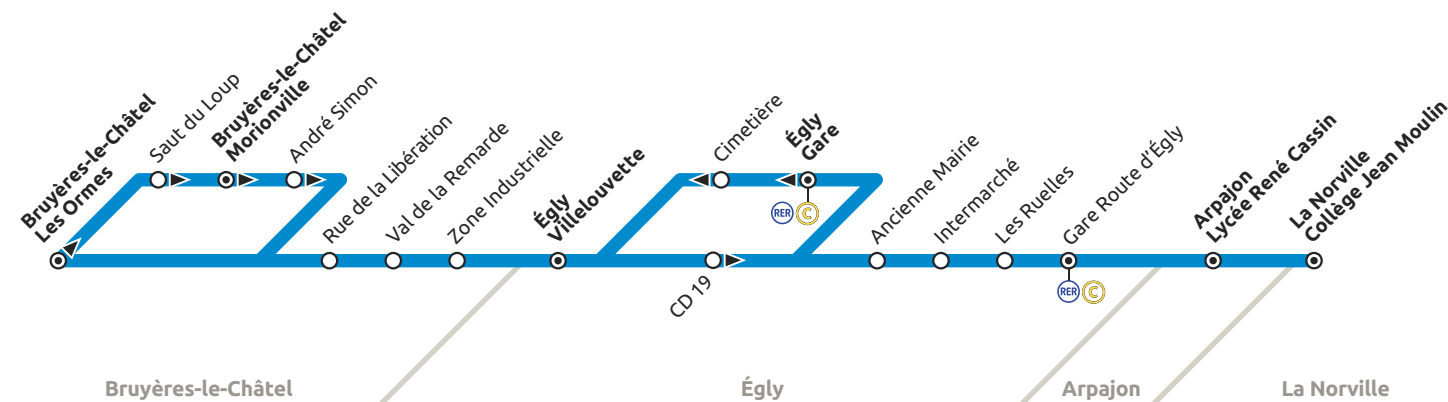 Bruyères-le-Châtel
Les Ormes
Saut du Loup
Bruyères-le-Châtel
Morionville
André Simon
Rue de la Libération
Val de la Remarde
Zone Industrielle
Égly
Villelouvette
Cimetière
Égly
Gare
RER C
CD 19
Ancienne Mairie
Intermarché
Les Ruelles
Gare Route d'Égly
RER C
Arpajon
Lycée René Cassin
La Norville
Collège Jean Moulin
Bruyères-le-Châtel
Égly
Arpajon
La Norville